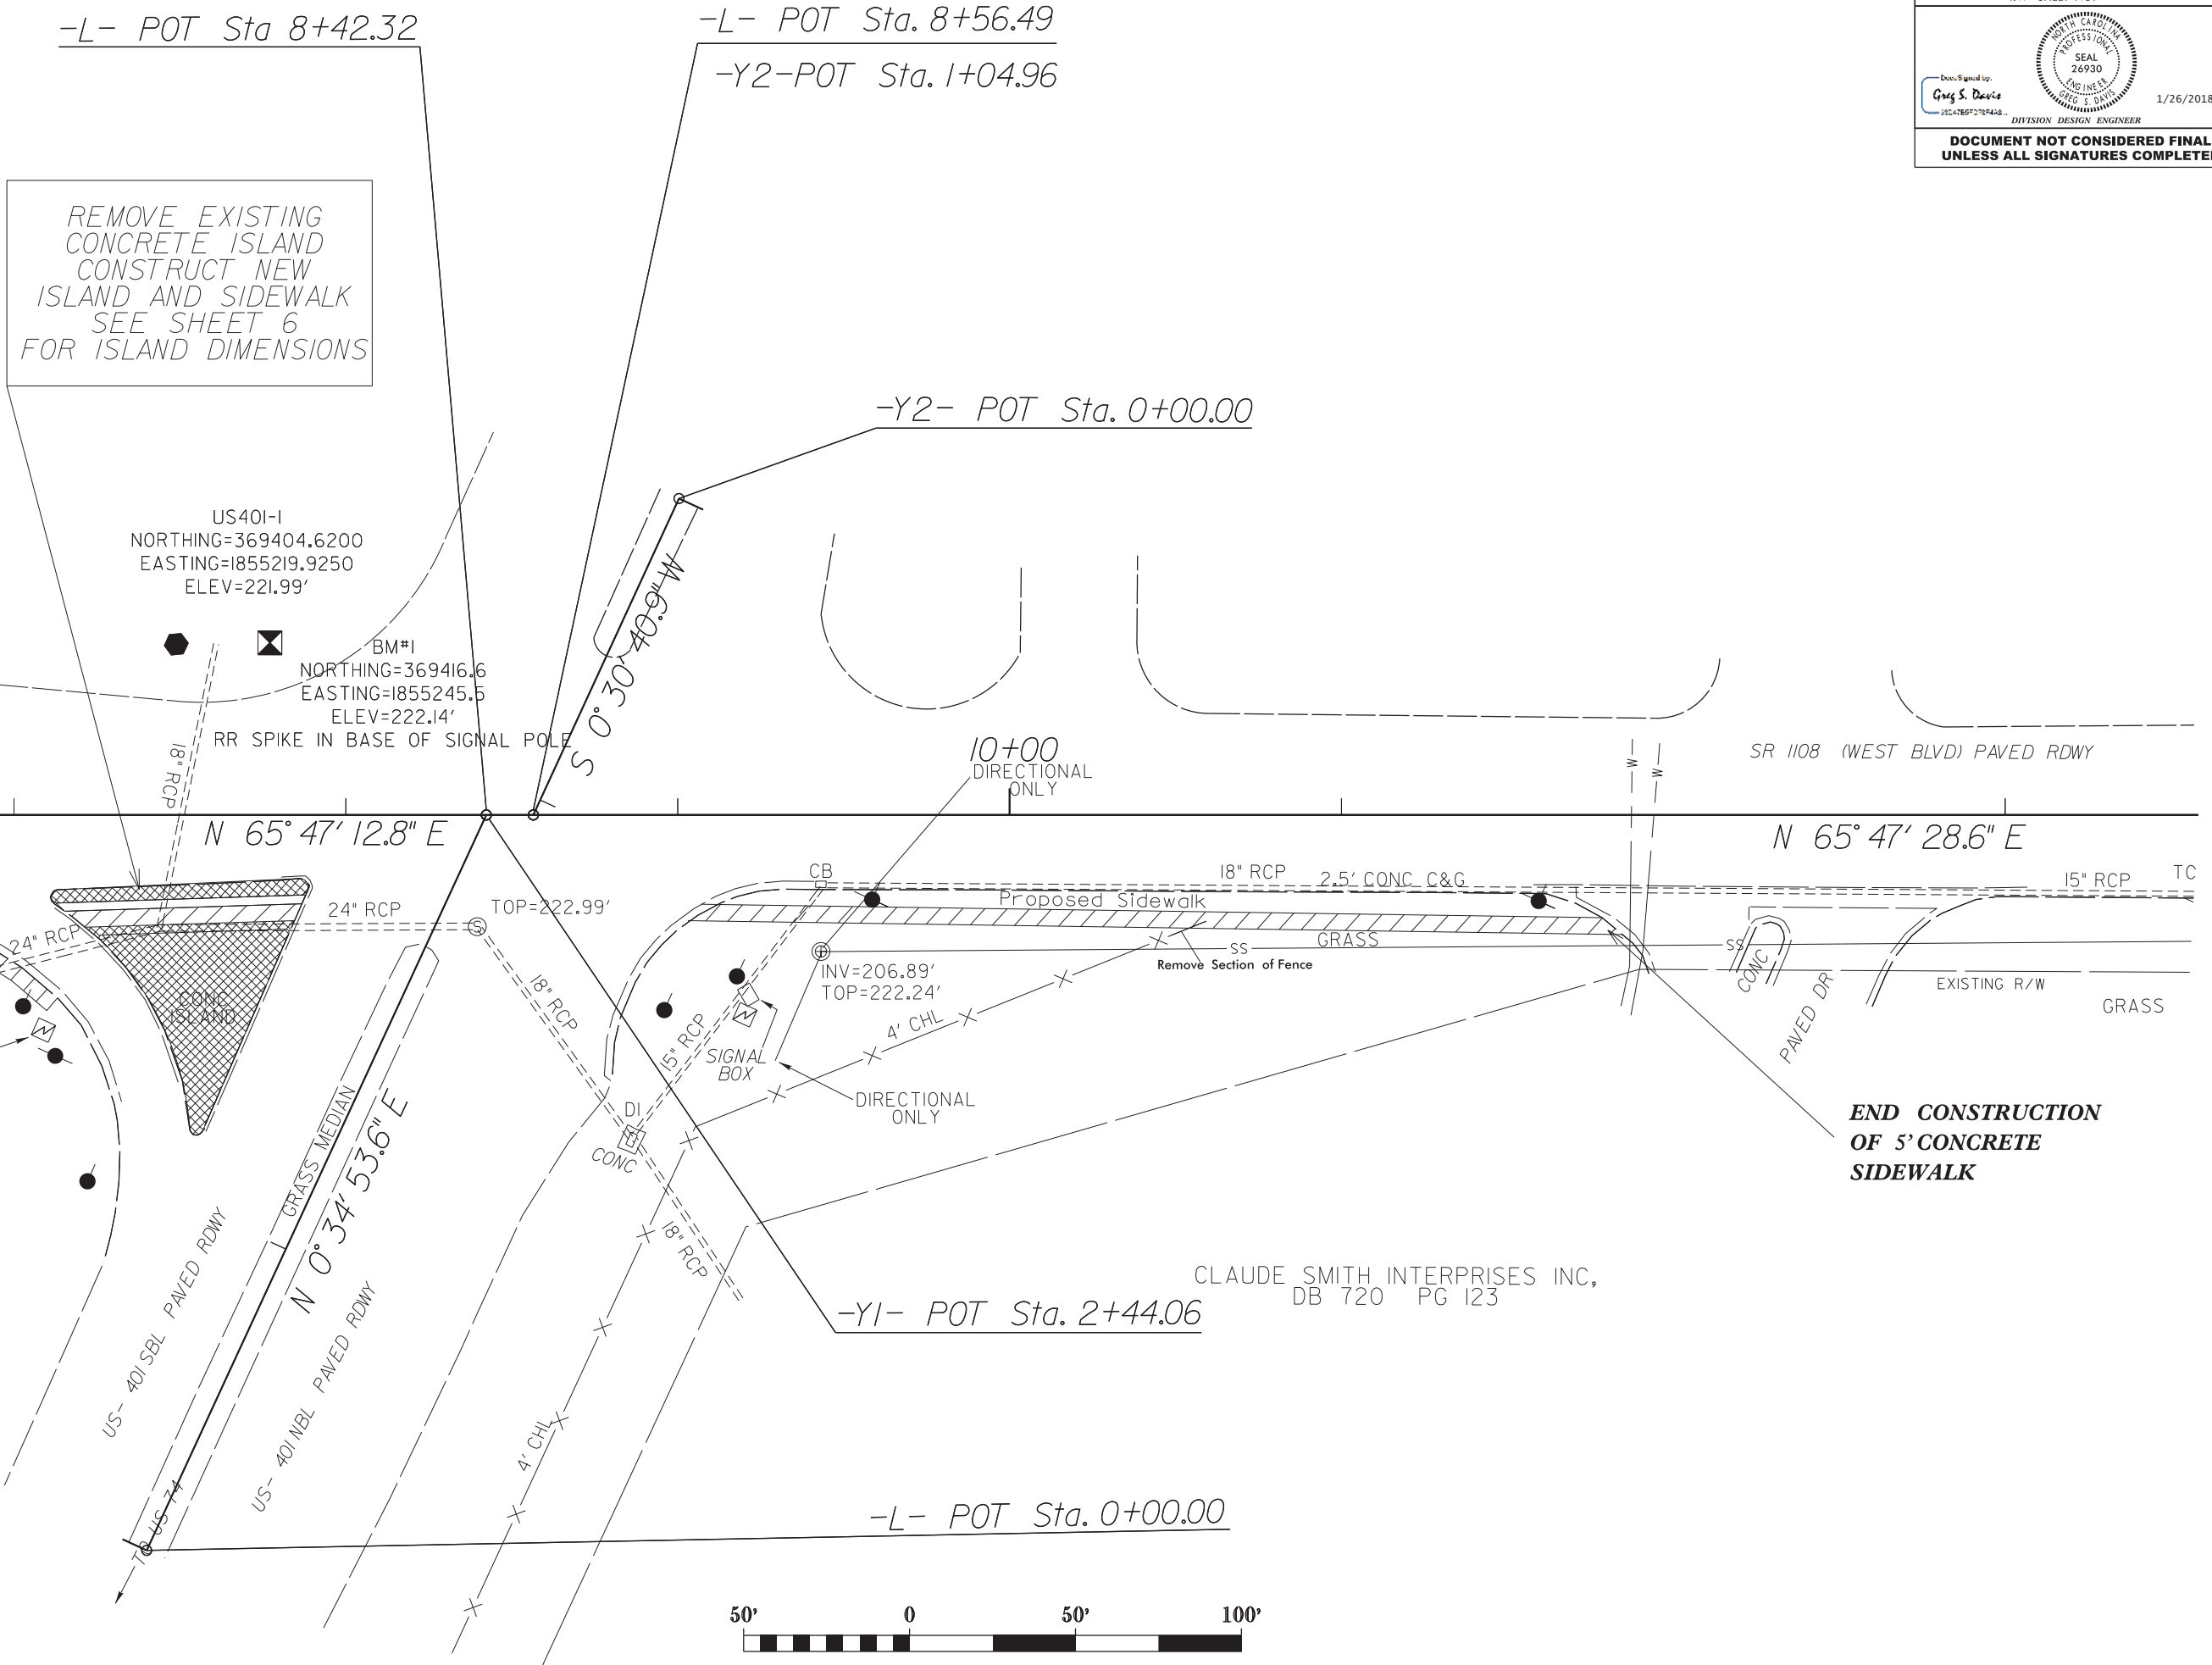 -L- POT Sta 8+42.32
-L- POT Sta. 8+56.49
-Y2-POT Sta. 1+04.96
NORTH CAROLINA
PROFESSIONAL
SEAL
26930
ENGINEER
GREG S. DAVIS
DocuSigned by:
Greg S. Davis
1/26/2018
DIVISION DESIGN ENGINEER
DOCUMENT NOT CONSIDERED FINAL
UNLESS ALL SIGNATURES COMPLETE
REMOVE EXISTING
CONCRETE ISLAND
CONSTRUCT NEW
ISLAND AND SIDEWALK
SEE SHEET 6
FOR ISLAND DIMENSIONS
-Y2- POT Sta. 0+00.00
US401-1
NORTHING=369404.6200
EASTING=1855219.9250
ELEV=221.99'
BM#1
NORTHING=369416.6
EASTING=1855245.5
ELEV=222.14'
RR SPIKE IN BASE OF SIGNAL POLE
S 0° 30' 40.9" W
18" RCP
10+00
DIRECTIONAL
ONLY
W
W
SR 1108 (WEST BLVD) PAVED RDWY
N 65° 47' 12.8" E
N 65° 47' 28.6" E
CB
18" RCP
2.5' CONC C&G
15" RCP
TC
24" RCP
TOP=222.99'
Proposed Sidewalk
24" RCP
S
SS
GRASS
SS
Remove Section of Fence
INV=206.89'
TOP=222.24'
CONC
ISLAND
18" RCP
15" RCP
4' CHL
SIGNAL
BOX
CONC
PAVED DR
EXISTING R/W
GRASS
DIRECTIONAL
ONLY
DI
CONC
GRASS MEDIAN
N 0° 34' 53.6" E
END CONSTRUCTION
OF 5' CONCRETE
SIDEWALK
18" RCP
US- 401 SBL PAVED RDWY
US- 401 NBL PAVED RDWY
CLAUDE SMITH INTERPRISES INC,
DB 720 PG 123
-Y1- POT Sta. 2+44.06
4' CHL
-L- POT Sta. 0+00.00
TO US 74
50' 0 50' 100'